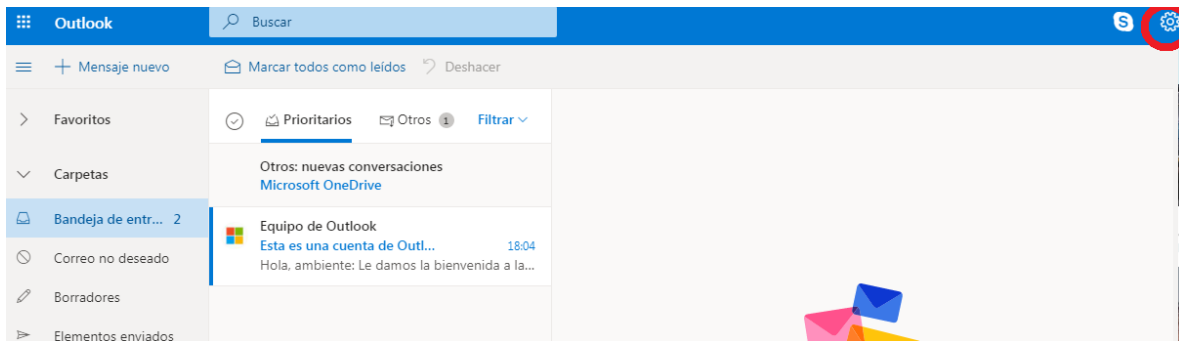 Outlook
Buscar
Mensaje nuevo
Marcar todos como leídos
Deshacer
Favoritos
Prioritarios
Otros 1
Filtrar
Carpetas
Otros: nuevas conversaciones
Microsoft OneDrive
Bandeja de entr... 2
Equipo de Outlook
Esta es una cuenta de Outl... 18:04
Hola, ambiente: Le damos la bienvenida a la...
Correo no deseado
Borradores
Elementos enviados